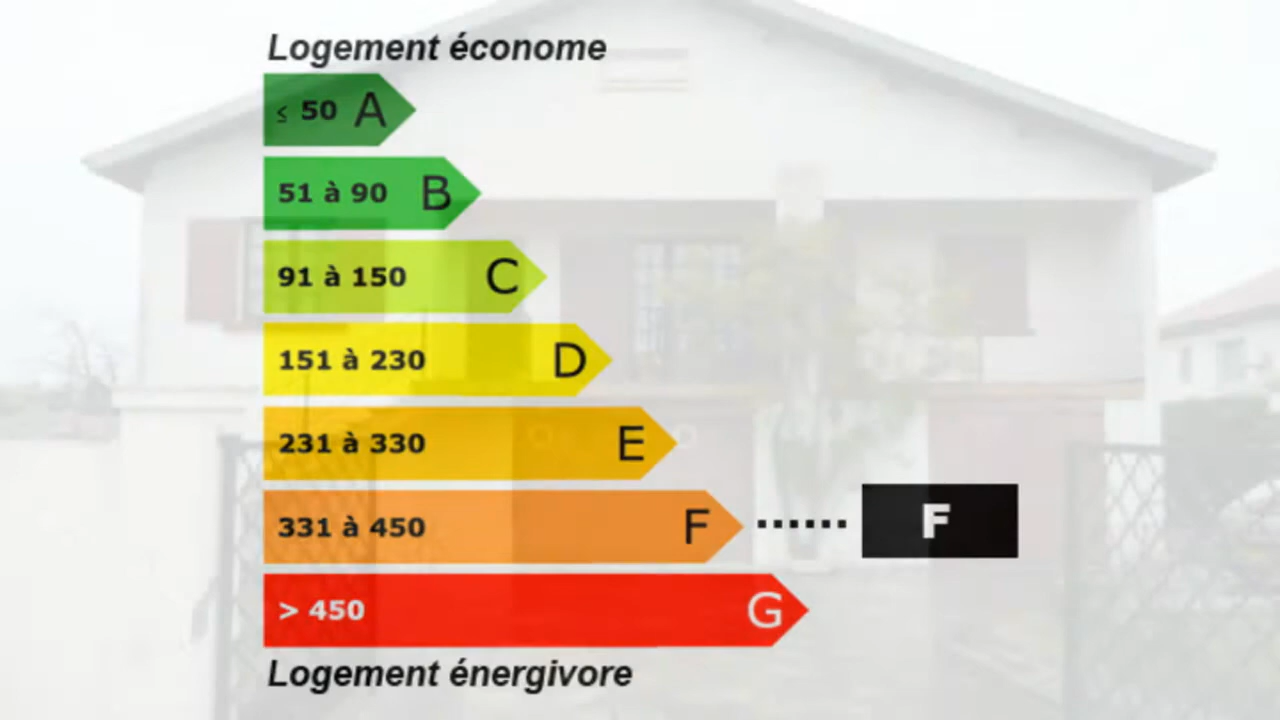 Logement économe
≤ 50 A
51 à 90 B
91 à 150 C
151 à 230 D
231 à 330 E
331 à 450 F F
> 450 G
Logement énergivore